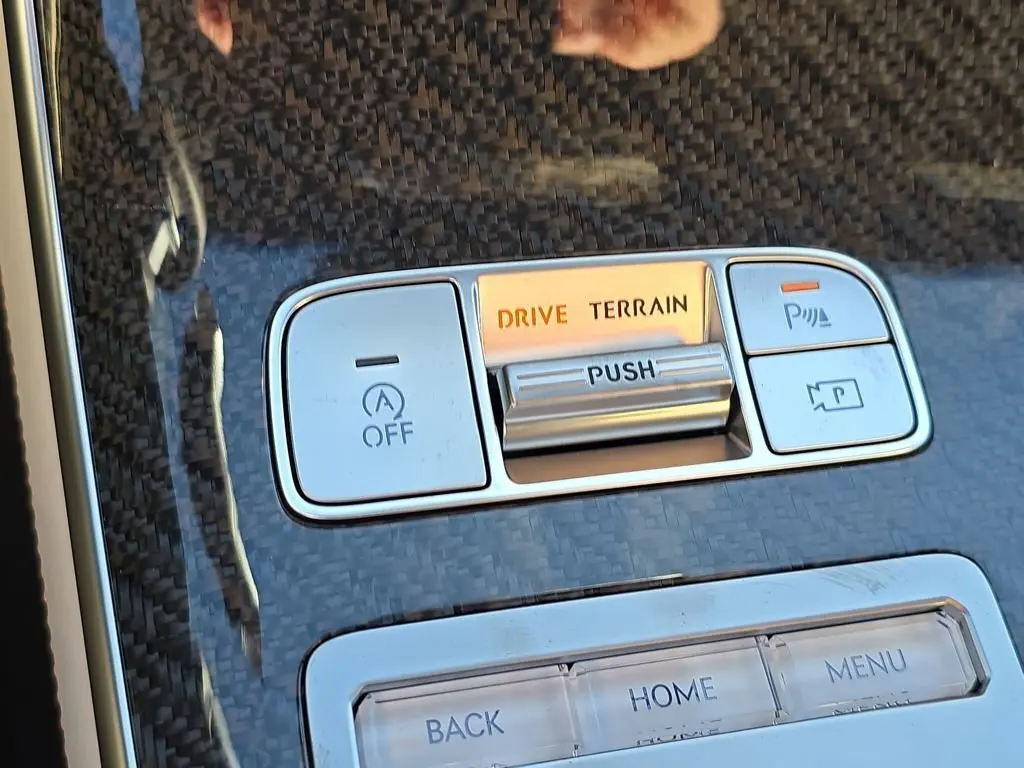 DRIVE TERRAIN
PUSH
A
OFF
P
P
BACK HOME MENU